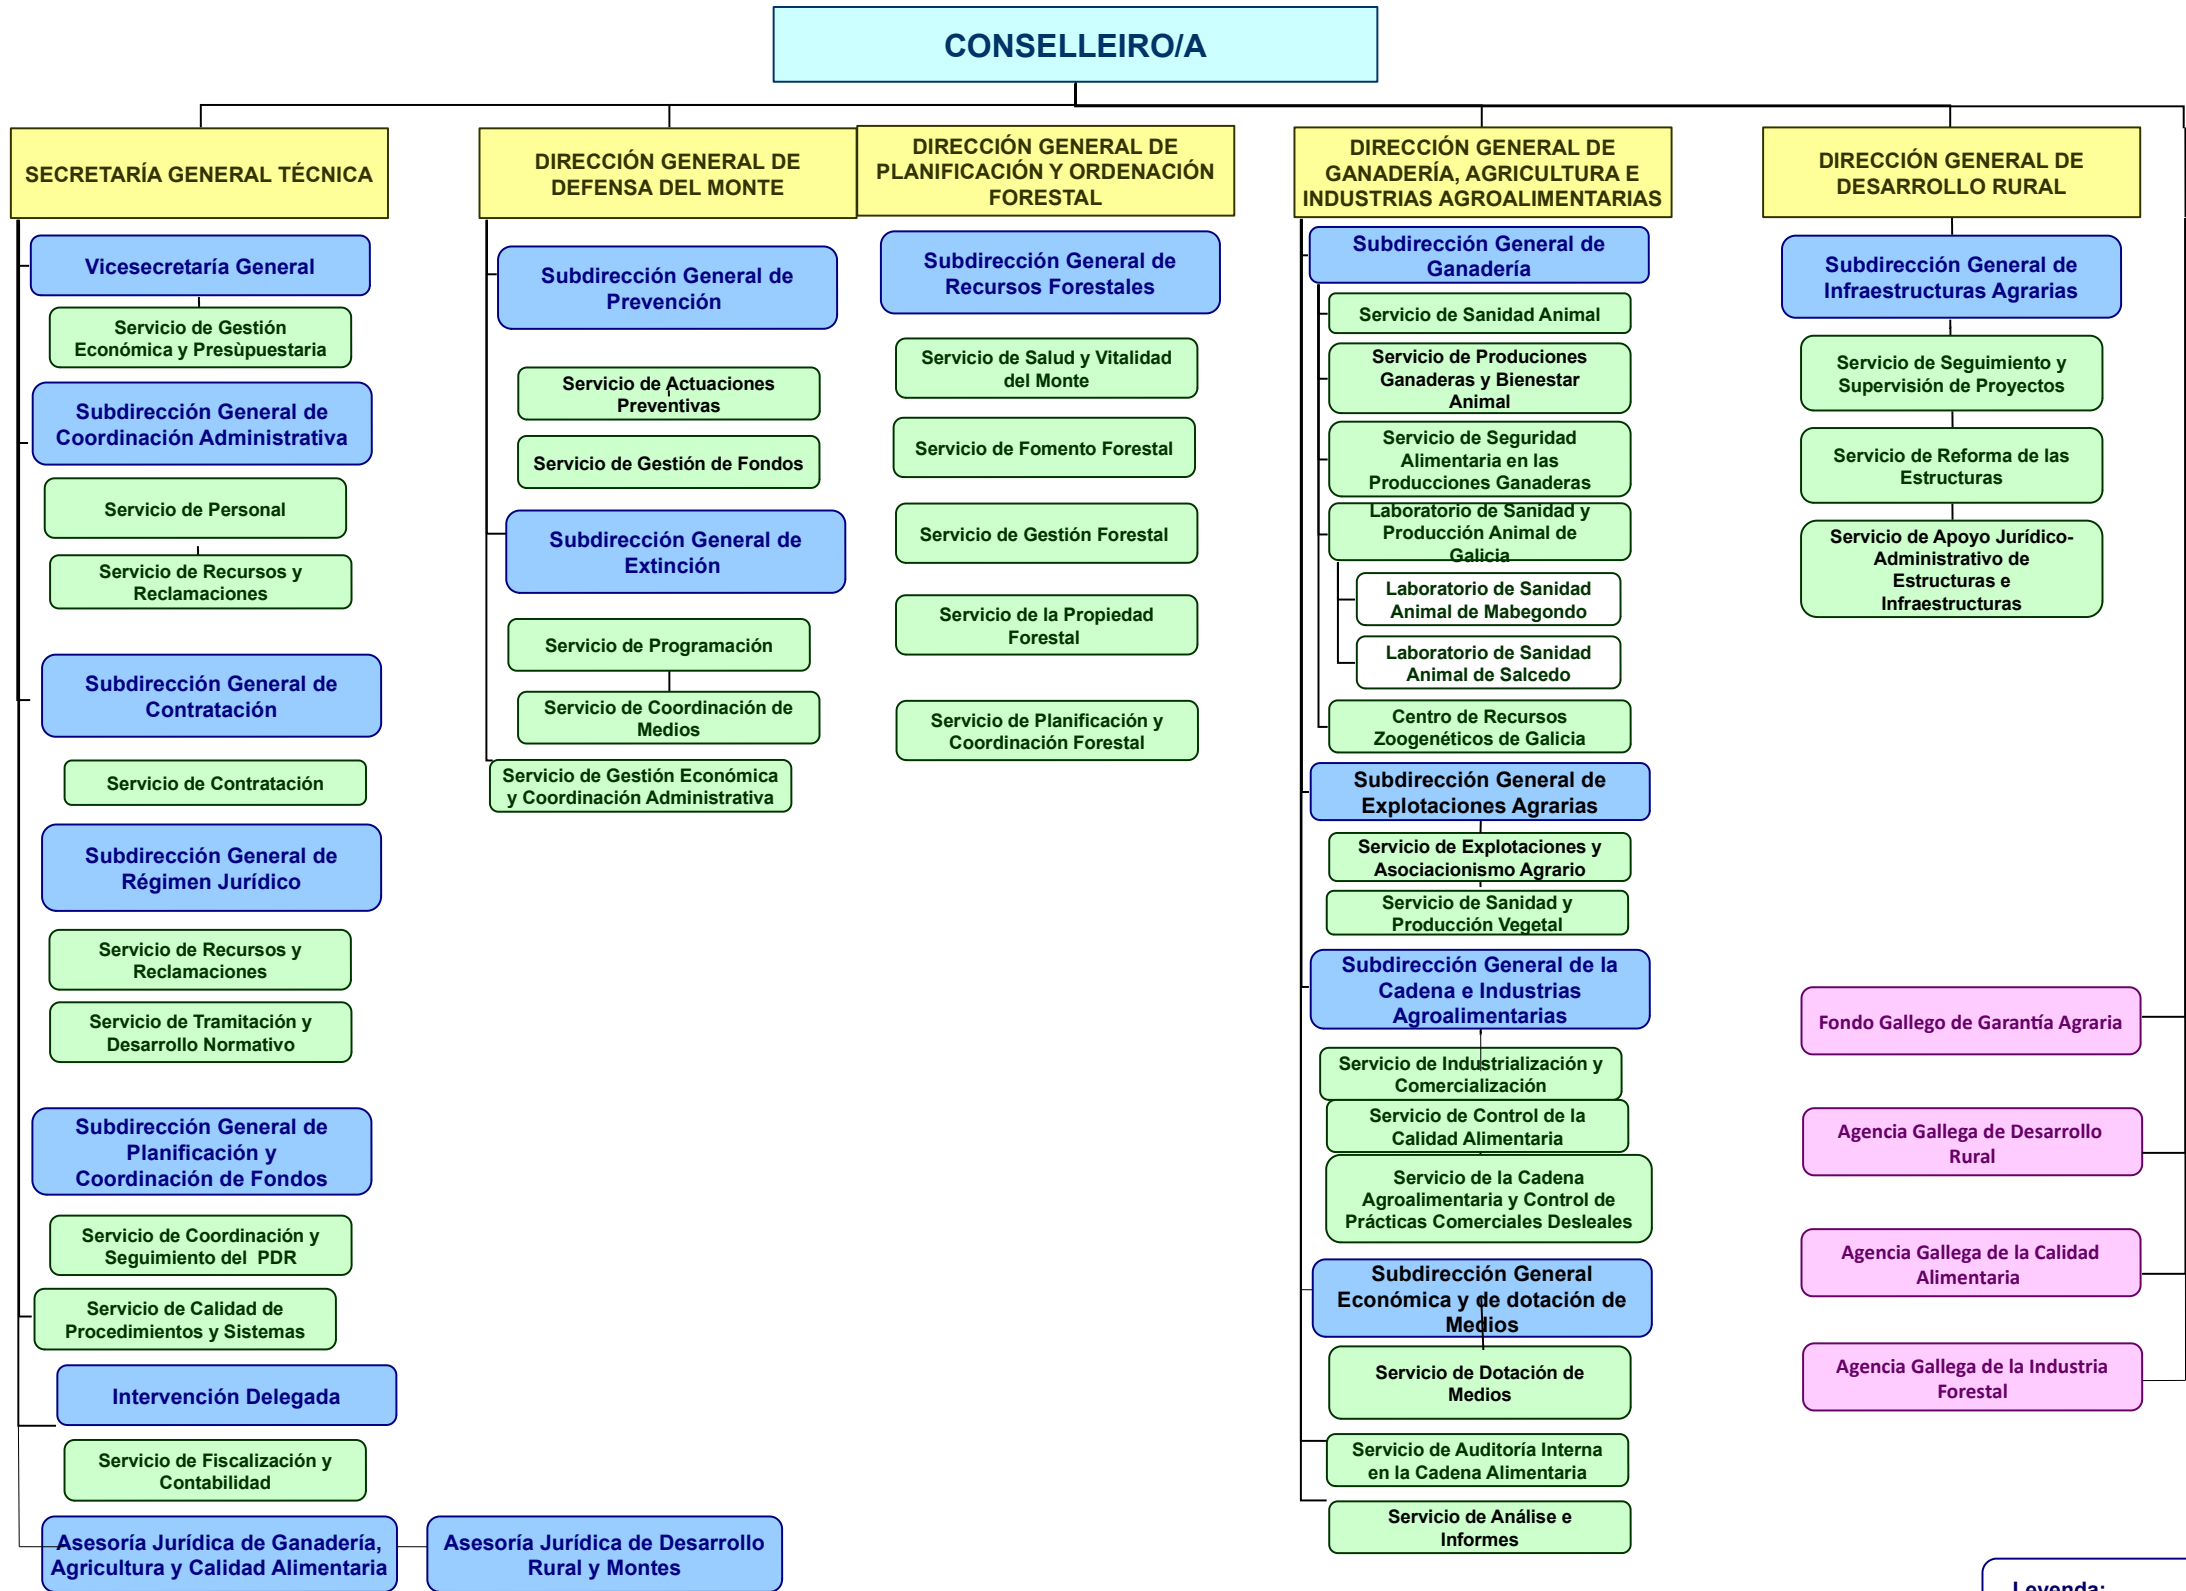 CONSELLEIRO/A
SECRETARÍA GENERAL TÉCNICA
Vicesecretaría General
Servicio de Gestión
Económica y Presùpuestaria
Subdirección General de
Coordinación Administrativa
Servicio de Personal
Servicio de Recursos y
Reclamaciones
Subdirección General de
Contratación
Servicio de Contratación
Subdirección General de
Régimen Jurídico
Servicio de Recursos y
Reclamaciones
Servicio de Tramitación y
Desarrollo Normativo
Subdirección General de
Planificación y
Coordinación de Fondos
Servicio de Coordinación y
Seguimiento del PDR
Servicio de Calidad de
Procedimientos y Sistemas
Intervención Delegada
Servicio de Fiscalización y
Contabilidad
Asesoría Jurídica de Ganadería,
Agricultura y Calidad Alimentaria
Asesoría Jurídica de Desarrollo
Rural y Montes
DIRECCIÓN GENERAL DE
DEFENSA DEL MONTE
Subdirección General de
Prevención
Servicio de Actuaciones
Preventivas
Servicio de Gestión de Fondos
Subdirección General de
Extinción
Servicio de Programación
Servicio de Coordinación de
Medios
Servicio de Gestión Económica
y Coordinación Administrativa
DIRECCIÓN GENERAL DE
PLANIFICACIÓN Y ORDENACIÓN
FORESTAL
Subdirección General de
Recursos Forestales
Servicio de Salud y Vitalidad
del Monte
Servicio de Fomento Forestal
Servicio de Gestión Forestal
Servicio de la Propiedad
Forestal
Servicio de Planificación y
Coordinación Forestal
DIRECCIÓN GENERAL DE
GANADERÍA, AGRICULTURA E
INDUSTRIAS AGROALIMENTARIAS
Subdirección General de
Ganadería
Servicio de Sanidad Animal
Servicio de Produciones
Ganaderas y Bienestar
Animal
Servicio de Seguridad
Alimentaria en las
Producciones Ganaderas
Laboratorio de Sanidad y
Producción Animal de
Galicia
Laboratorio de Sanidad
Animal de Mabegondo
Laboratorio de Sanidad
Animal de Salcedo
Centro de Recursos
Zoogenéticos de Galicia
Subdirección General de
Explotaciones Agrarias
Servicio de Explotaciones y
Asociacionismo Agrario
Servicio de Sanidad y
Producción Vegetal
Subdirección General de la
Cadena e Industrias
Agroalimentarias
Servicio de Industrialización y
Comercialización
Servicio de Control de la
Calidad Alimentaria
Servicio de la Cadena
Agroalimentaria y Control de
Prácticas Comerciales Desleales
Subdirección General
Económica y de dotación de
Medios
Servicio de Dotación de
Medios
Servicio de Auditoría Interna
en la Cadena Alimentaria
Servicio de Análise e
Informes
DIRECCIÓN GENERAL DE
DESARROLLO RURAL
Subdirección General de
Infraestructuras Agrarias
Servicio de Seguimiento y
Supervisión de Proyectos
Servicio de Reforma de las
Estructuras
Servicio de Apoyo Jurídico-
Administrativo de
Estructuras e
Infraestructuras
Fondo Gallego de Garantía Agraria
Agencia Gallega de Desarrollo
Rural
Agencia Gallega de la Calidad
Alimentaria
Agencia Gallega de la Industria
Forestal
Leyenda: